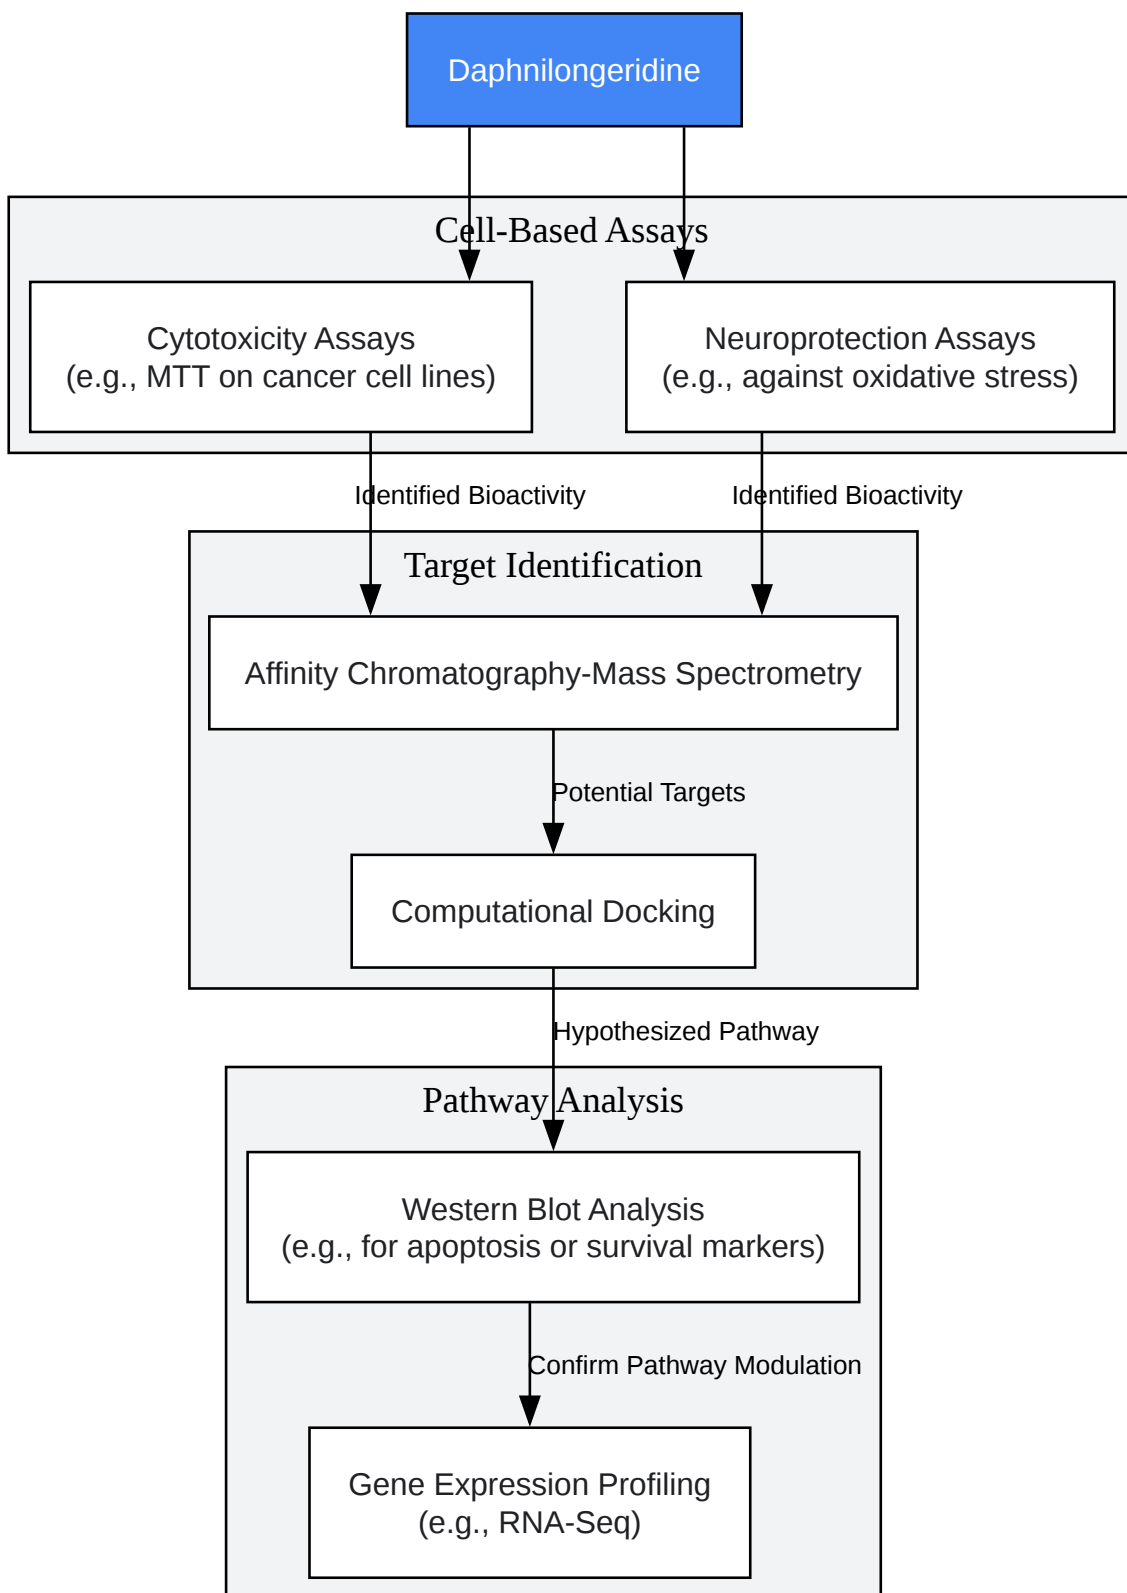 Daphnilongeridine
Cell-Based Assays
Cytotoxicity Assays
(e.g., MTT on cancer cell lines)
Neuroprotection Assays
(e.g., against oxidative stress)
Identified Bioactivity
Identified Bioactivity
Target Identification
Affinity Chromatography-Mass Spectrometry
Potential Targets
Computational Docking
Hypothesized Pathway
Pathway Analysis
Western Blot Analysis
(e.g., for apoptosis or survival markers)
Confirm Pathway Modulation
Gene Expression Profiling
(e.g., RNA-Seq)